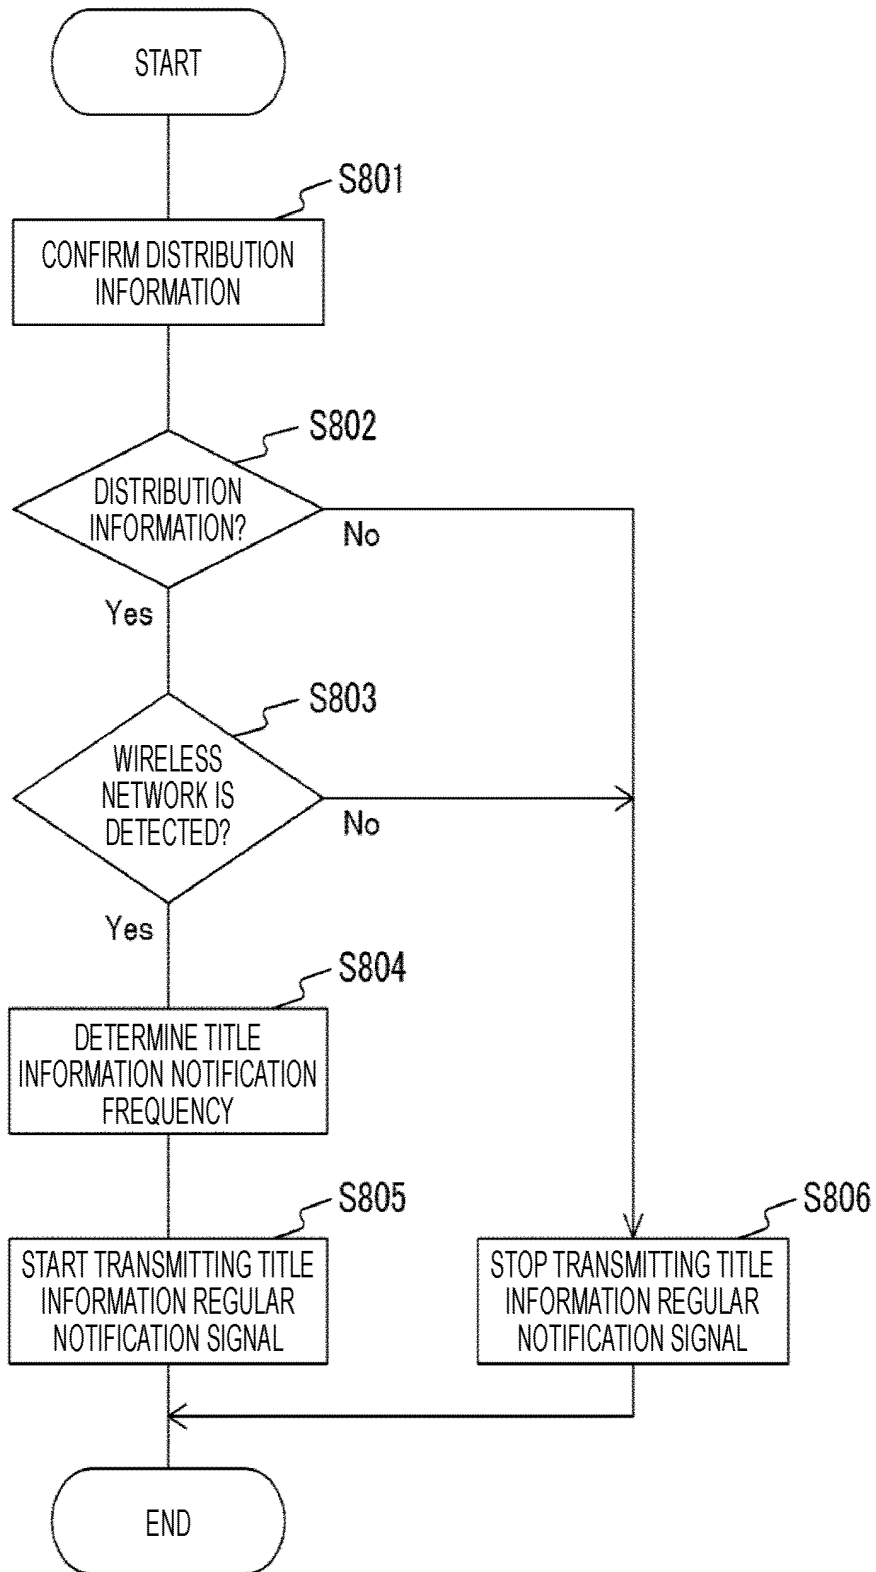 START
S801
CONFIRM DISTRIBUTION
INFORMATION
S802
DISTRIBUTION
INFORMATION?
No
Yes
S803
WIRELESS
NETWORK IS
DETECTED?
No
Yes
S804
DETERMINE TITLE
INFORMATION NOTIFICATION
FREQUENCY
S805
START TRANSMITTING TITLE
INFORMATION REGULAR
NOTIFICATION SIGNAL
S806
STOP TRANSMITTING TITLE
INFORMATION REGULAR
NOTIFICATION SIGNAL
END